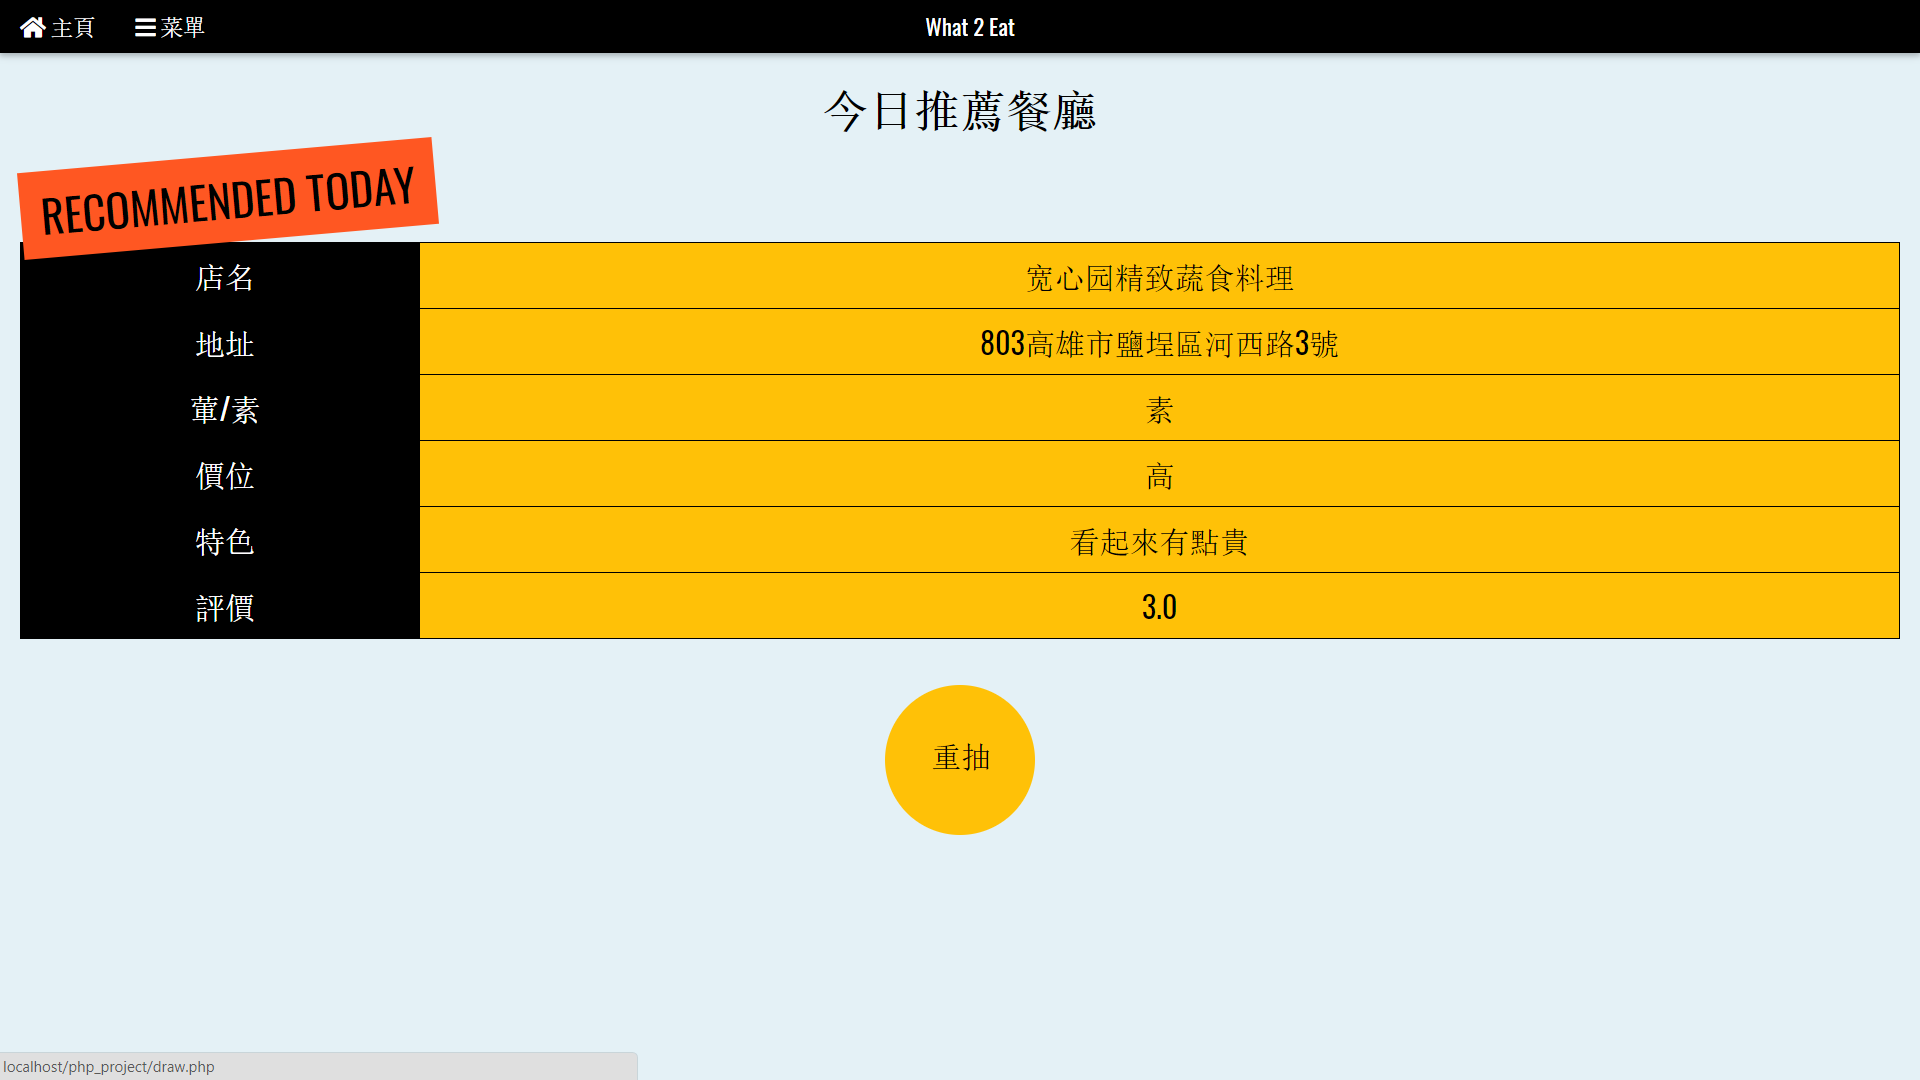 主頁 菜單 What 2 Eat
今日推薦餐廳
RECOMMENDED TODAY
店名 宽心园精致蔬食料理
地址 803高雄市鹽埕區河西路3號
葷/素 素
價位 高
特色 看起來有點貴
評價 3.0
重抽
localhost/php_project/draw.php